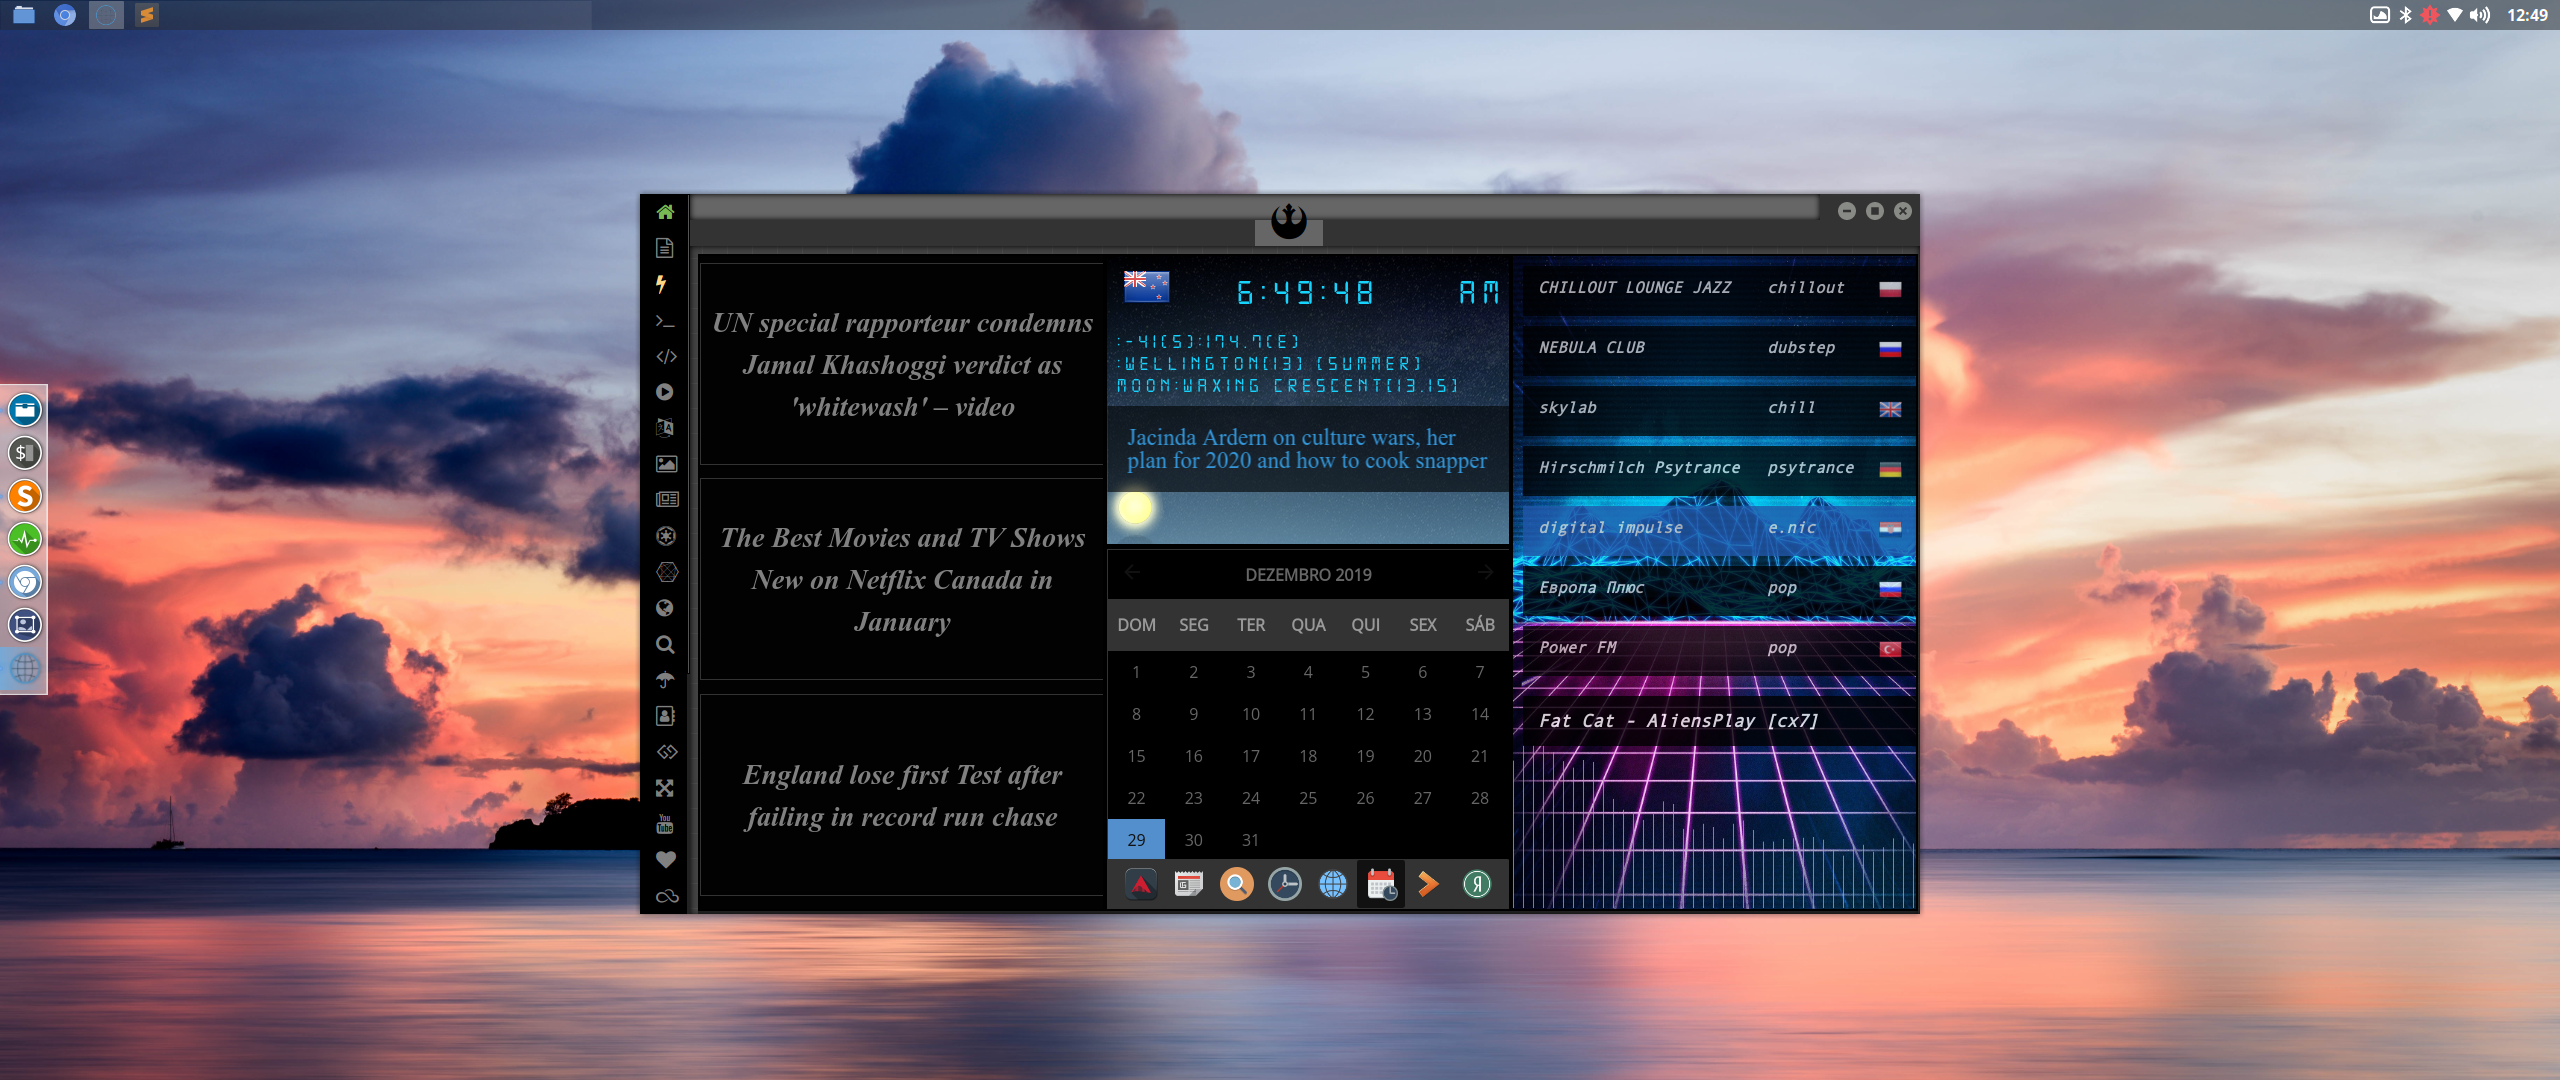 12:49
UN special rapporteur condemns
Jamal Khashoggi verdict as
'whitewash' – video
The Best Movies and TV Shows
New on Netflix Canada in
January
England lose first Test after
failing in record run chase
6:49:48 AM
:-41(S):174.7(E)
:WELLINGTON[13] [SUMMER]
MOON:WAXING CRESCENT[13.15]
Jacinda Ardern on culture wars, her
plan for 2020 and how to cook snapper
DEZEMBRO 2019
DOM SEG TER QUA QUI SEX SÁB
1 2 3 4 5 6 7
8 9 10 11 12 13 14
15 16 17 18 19 20 21
22 23 24 25 26 27 28
29 30 31
CHILLOUT LOUNGE JAZZ chillout
NEBULA CLUB dubstep
skylab chill
Hirschmilch Psytrance psytrance
digital impulse e.nic
Европа Плюс pop
Power FM pop
Fat Cat - AliensPlay [cx7]
You
Tube